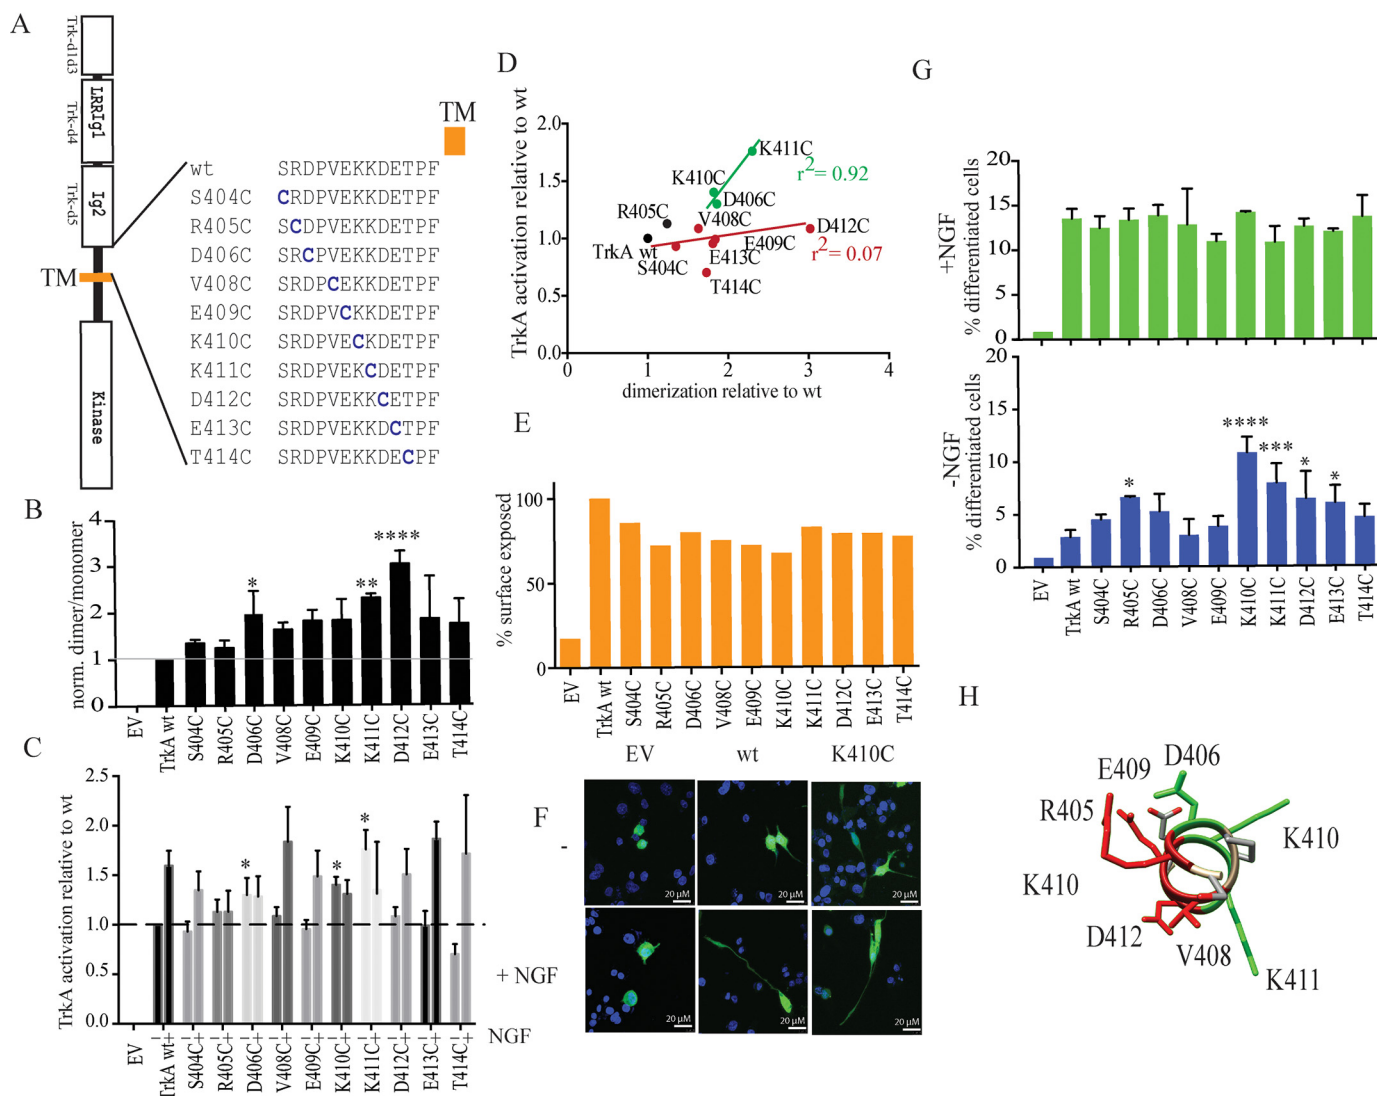 A
Trk-d1d3
LRRIg1
Trk-d4
Ig2
Trk-d5
TM
Kinase
TM
wt SRDPVEKKDETPF
S404C CRDPVEKKDETPF
R405C SCDPVEKKDETPF
D406C SRCPVEKKDETPF
V408C SRDPCEKKDETPF
E409C SRDPVCKKDETPF
K410C SRDPVECKDETPF
K411C SRDPVEKCDETPF
D412C SRDPVEKKCETPF
E413C SRDPVEKKDCTPF
T414C SRDPVEKKDECPF
B
norm. dimer/monomer
4
3
2
1
0
* ** ****
EV TrkA wt S404C R405C D406C V408C E409C K410C K411C D412C E413C T414C
C
TrkA activation relative to wt
2.5
2.0
1.5
1.0
0.5
0.0
* * *
- + - + - + - + - + - + - + - + - + - + - + NGF
EV TrkA wt S404C R405C D406C V408C E409C K410C K411C D412C E413C T414C
D
TrkA activation relative to wt
2.0
1.5
1.0
0.5
0.0
K411C
r2= 0.92
K410C
D406C
R405C
V408C
D412C
TrkA wt
E409C
S404C
E413C
r2= 0.07
T414C
0 1 2 3 4
dimerization relative to wt
E
% surface exposed
100
50
0
EV TrkA wt S404C R405C D406C V408C E409C K410C K411C D412C E413C T414C
F
EV wt K410C
-
20 µM 20 µM 20 µM
+ NGF
20 µM 20 µM 20 µM
G
+NGF
% differentiated cells
20
15
10
5
0
-NGF
% differentiated cells
20
15
10
5
0
* **** *** * *
EV TrkA wt S404C R405C D406C V408C E409C K410C K411C D412C E413C T414C
H
D406
E409
R405
K410
K410
D412
V408
K411